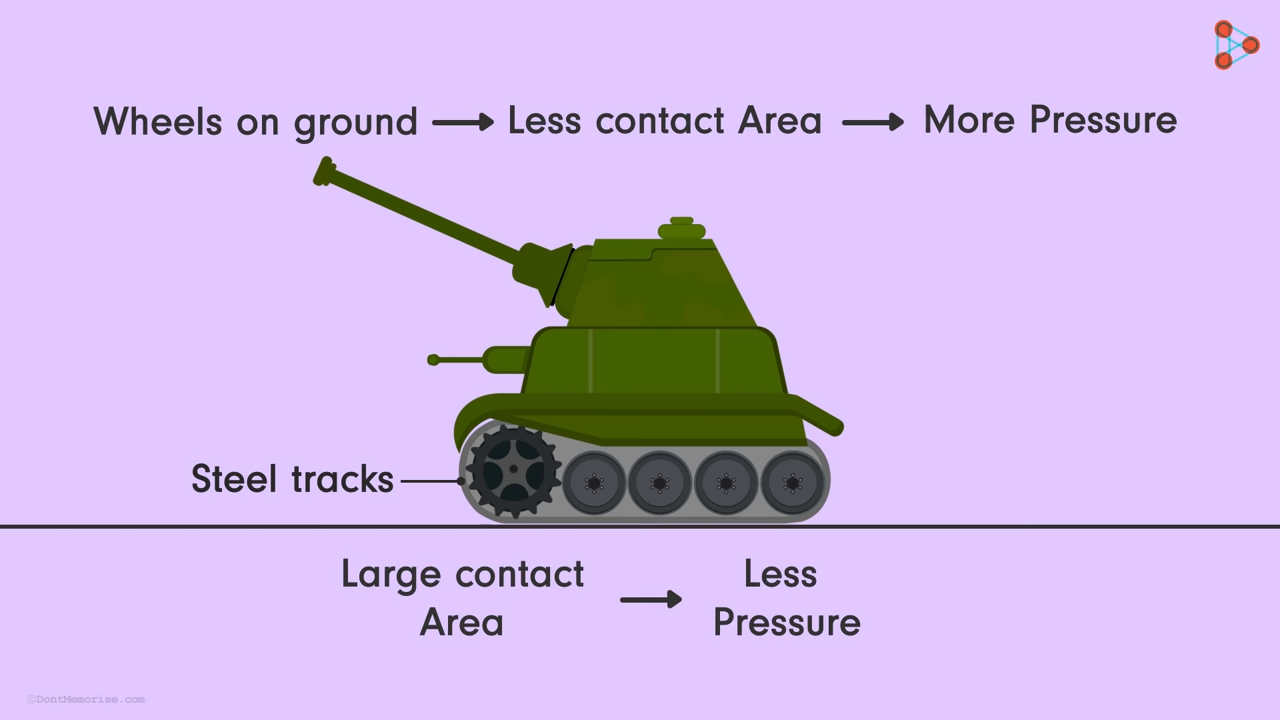 Wheels on ground → Less contact Area → More Pressure
Steel tracks
Large contact Area → Less Pressure
©DontMemorise.com